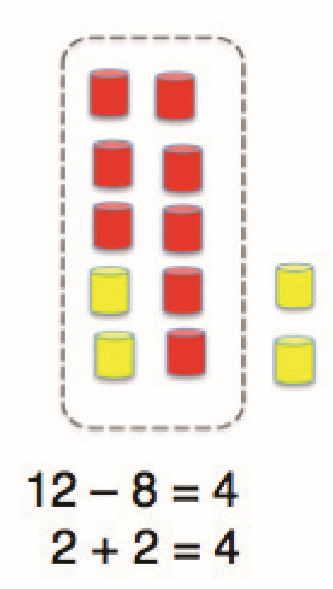 12 – 8 = 4
2 + 2 = 4